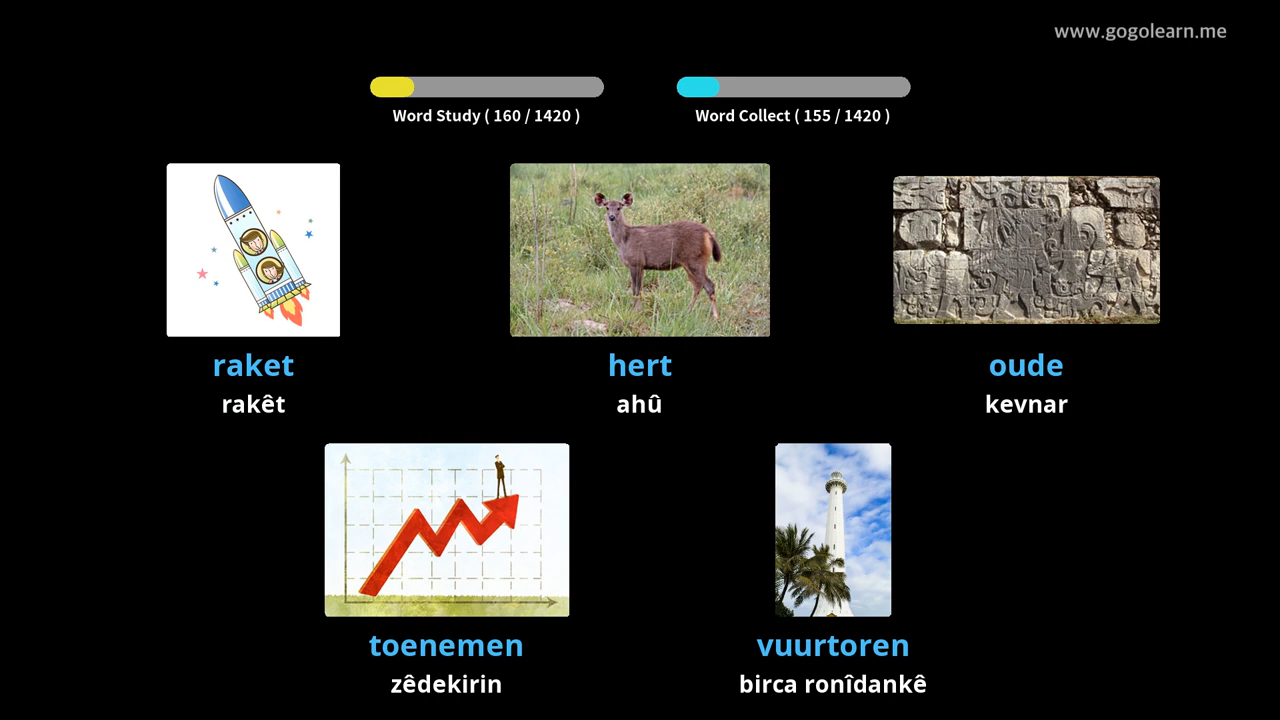 www.gogolearn.me
Word Study ( 160 / 1420 )
Word Collect ( 155 / 1420 )
raket
rakêt
hert
ahû
oude
kevnar
toenemen
zêdekirin
vuurtoren
birca ronîdankê